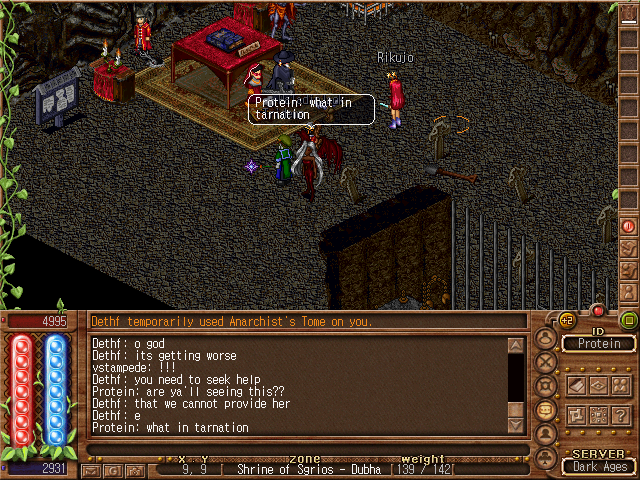 Rikujo
Protein: what in
tarnation
4995
Dethf temporarily used Anarchist's Tome on you.
Dethf: o god
Dethf: its getting worse
vstampede: !!!
Dethf: you need to seek help
Protein: are ya'll seeing this??
Dethf: that we cannot provide her
Dethf: e
Protein: what in tarnation
+2
ID
Protein
?
SERVER
Dark Ages
2931
G
x y zone weight
9, 9 [ Shrine of Sgrios - Dubha [139 / 142[